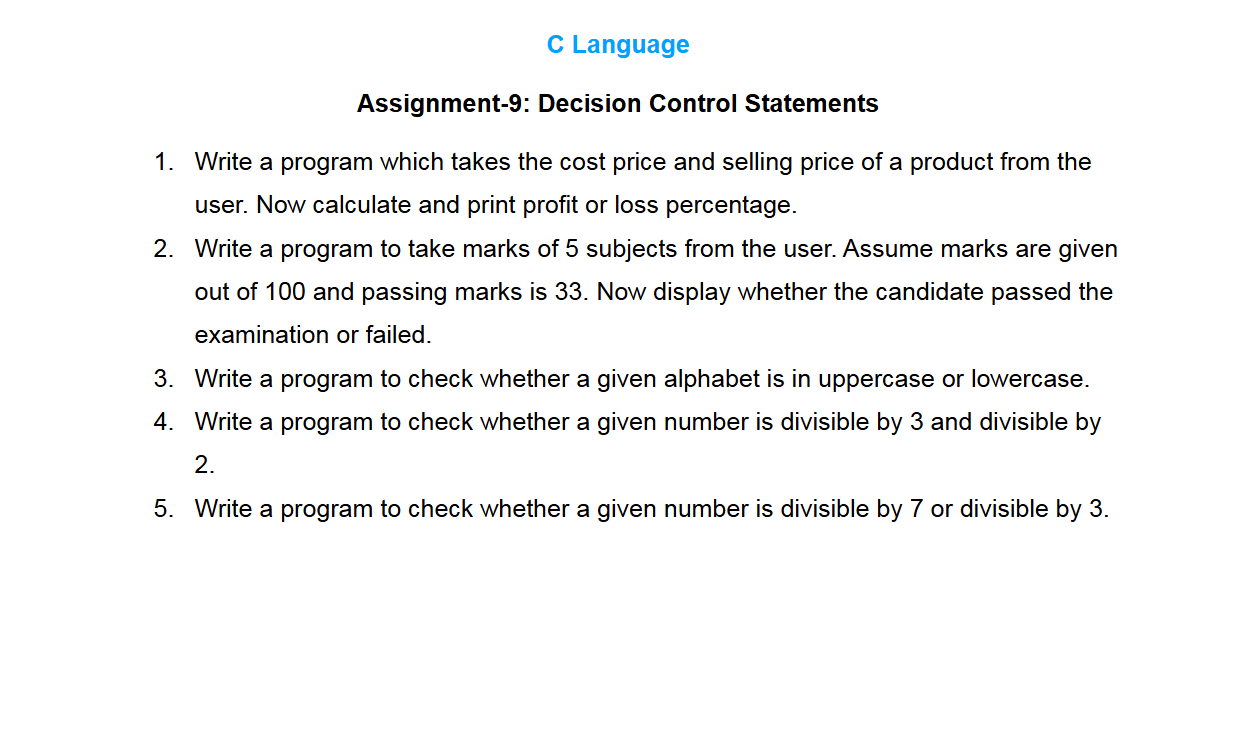 C Language
Assignment-9: Decision Control Statements
1. Write a program which takes the cost price and selling price of a product from the
user. Now calculate and print profit or loss percentage.
2. Write a program to take marks of 5 subjects from the user. Assume marks are given
out of 100 and passing marks is 33. Now display whether the candidate passed the
examination or failed.
3. Write a program to check whether a given alphabet is in uppercase or lowercase.
4. Write a program to check whether a given number is divisible by 3 and divisible by
2.
5. Write a program to check whether a given number is divisible by 7 or divisible by 3.